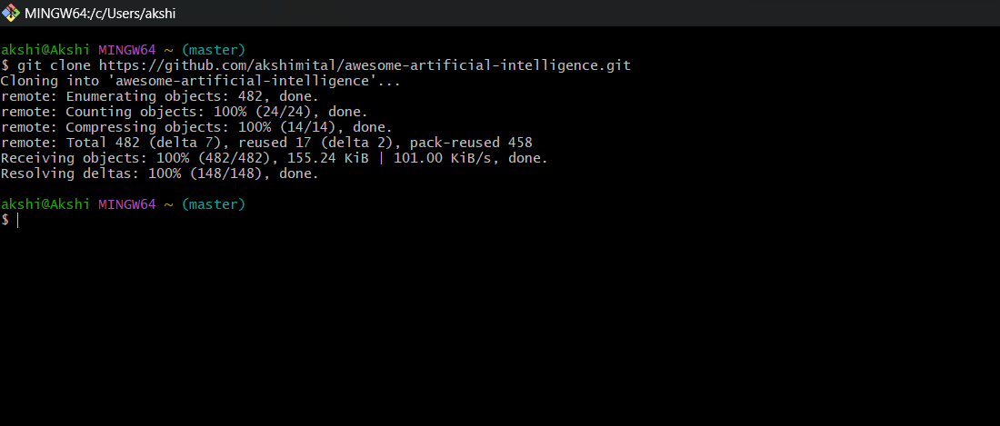 MINGW64:/c/Users/akshi
akshi@Akshi MINGW64 ~ (master)
$ git clone https://github.com/akshimital/awesome-artificial-intelligence.git
Cloning into 'awesome-artificial-intelligence'...
remote: Enumerating objects: 482, done.
remote: Counting objects: 100% (24/24), done.
remote: Compressing objects: 100% (14/14), done.
remote: Total 482 (delta 7), reused 17 (delta 2), pack-reused 458
Receiving objects: 100% (482/482), 155.24 KiB | 101.00 KiB/s, done.
Resolving deltas: 100% (148/148), done.
akshi@Akshi MINGW64 ~ (master)
$